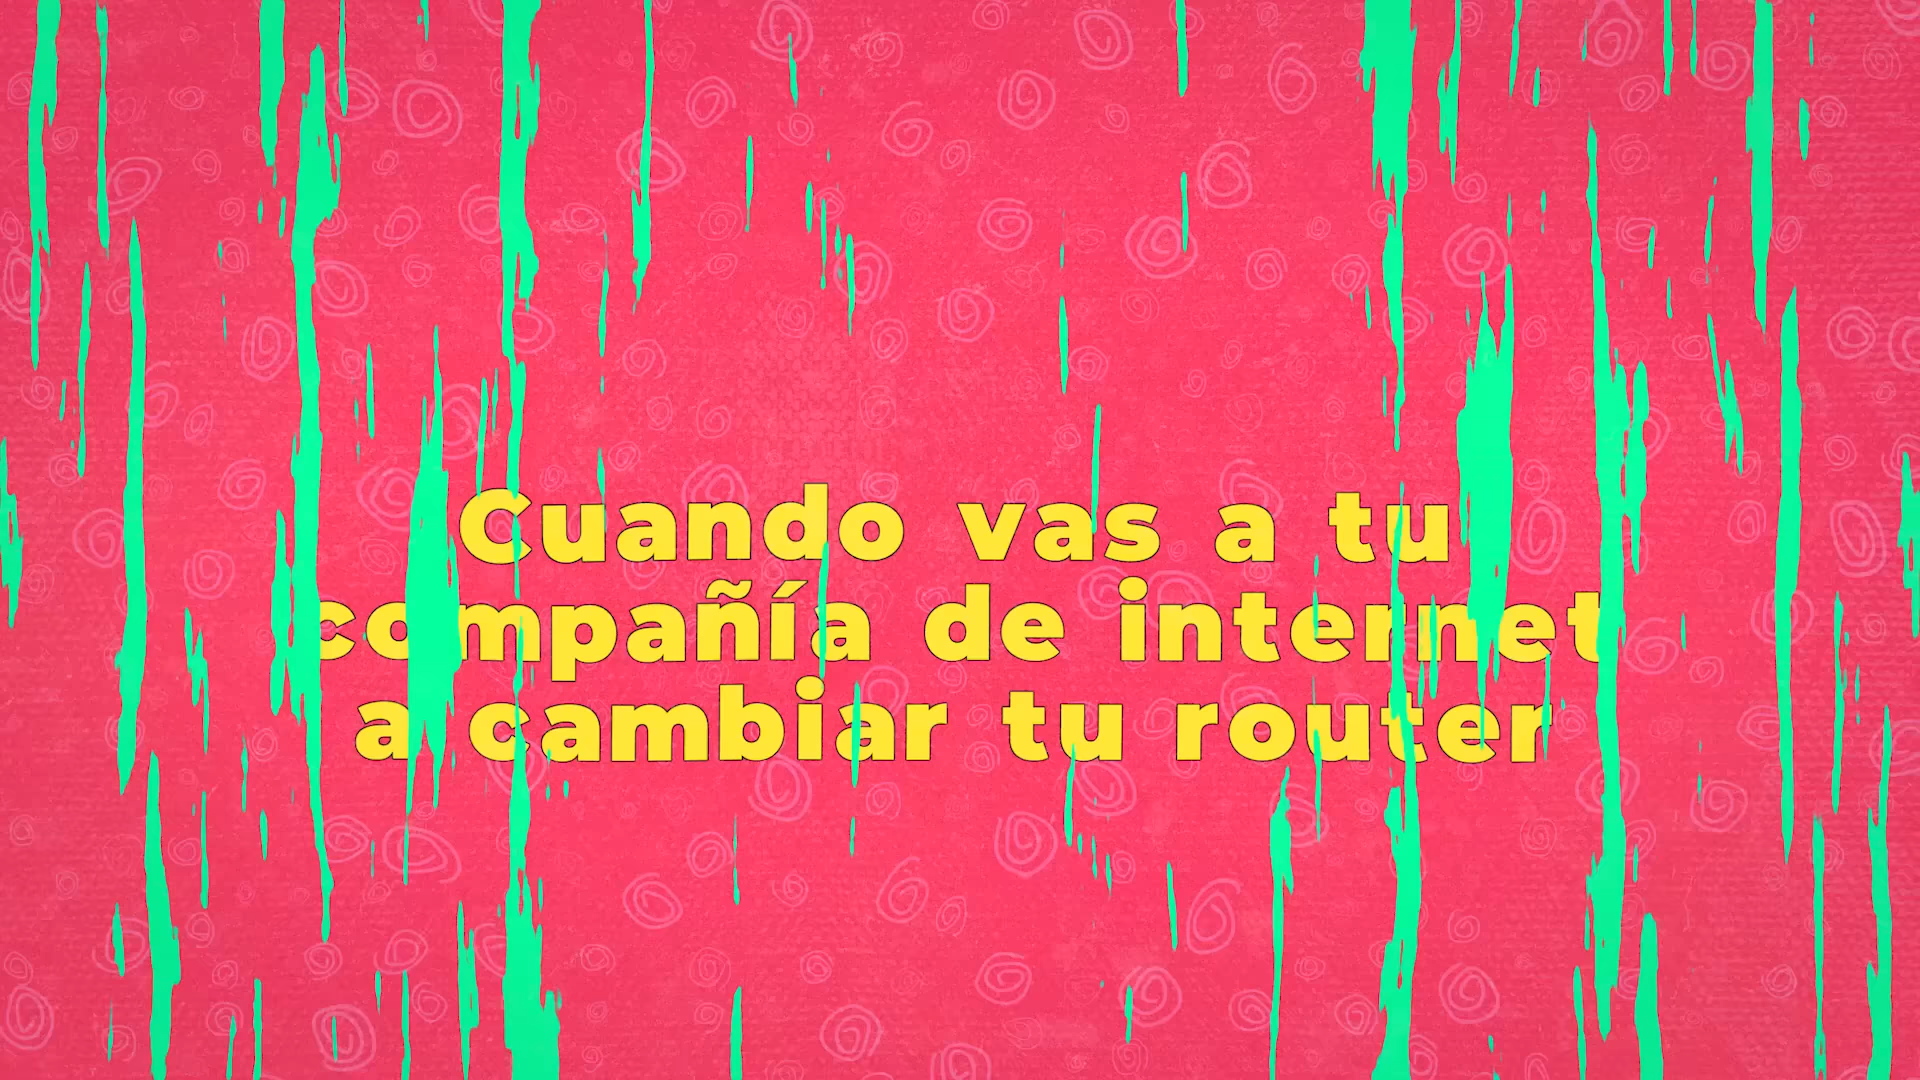 Cuando vas a tu
compañía de internet
a cambiar tu router